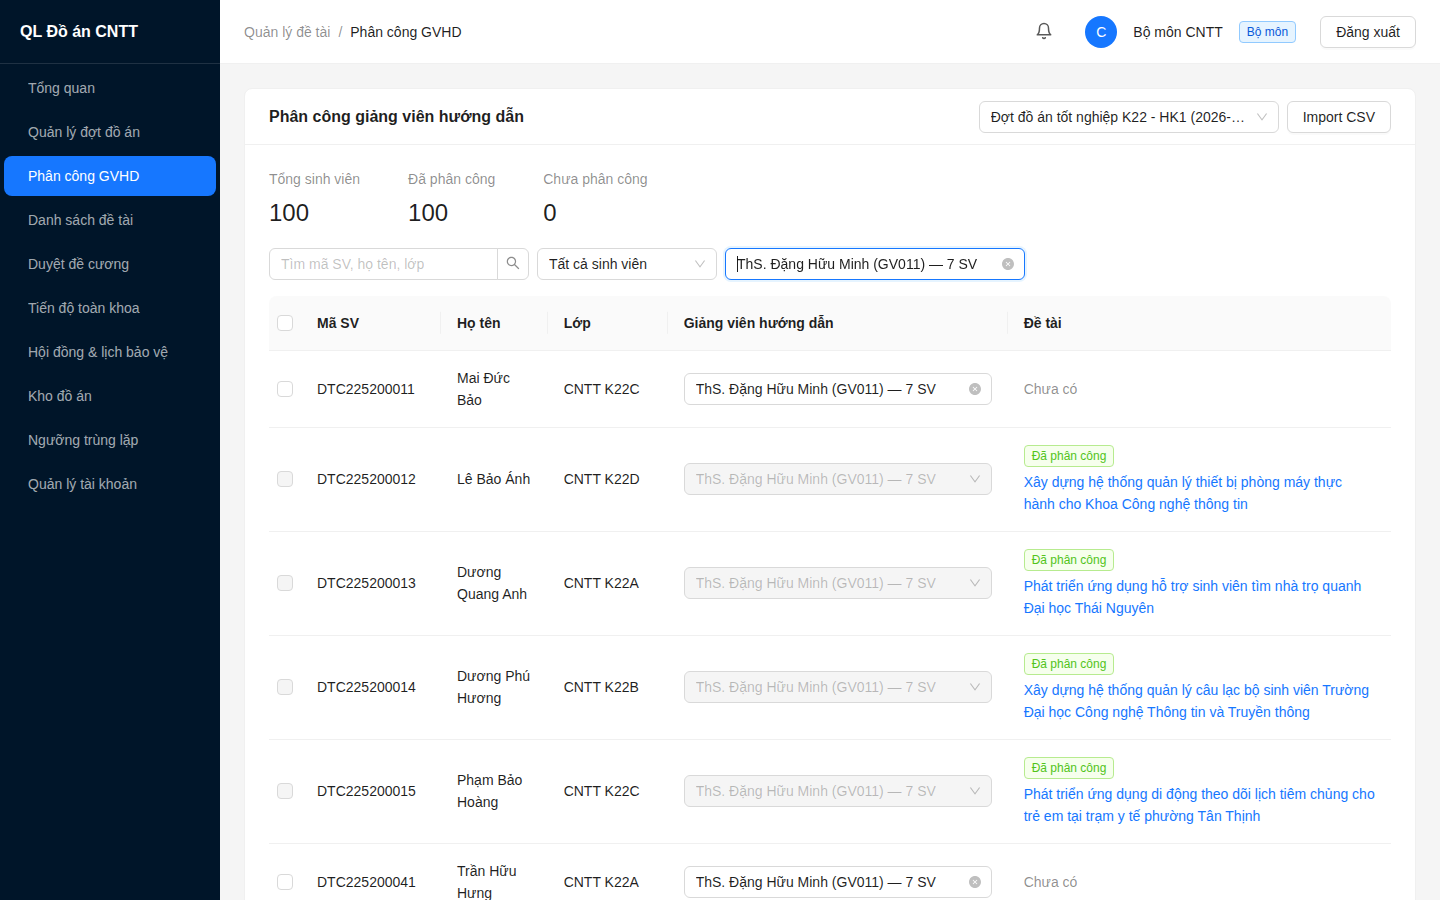 QL Đồ án CNTT
Tổng quan
Quản lý đợt đồ án
Phân công GVHD
Danh sách đề tài
Duyệt đề cương
Tiến độ toàn khoa
Hội đồng & lịch bảo vệ
Kho đồ án
Ngưỡng trùng lặp
Quản lý tài khoản
Quản lý đề tài / Phân công GVHD
C Bộ môn CNTT Bộ môn Đăng xuất
Phân công giảng viên hướng dẫn
Đợt đồ án tốt nghiệp K22 - HK1 (2026-... Import CSV
Tổng sinh viên Đã phân công Chưa phân công
100 100 0
Tìm mã SV, họ tên, lớp Tất cả sinh viên ThS. Đặng Hữu Minh (GV011) — 7 SV
Mã SV Họ tên Lớp Giảng viên hướng dẫn Đề tài
DTC225200011 Mai Đức Bảo CNTT K22C ThS. Đặng Hữu Minh (GV011) — 7 SV Chưa có
DTC225200012 Lê Bảo Ánh CNTT K22D ThS. Đặng Hữu Minh (GV011) — 7 SV Đã phân công
Xây dựng hệ thống quản lý thiết bị phòng máy thực
hành cho Khoa Công nghệ thông tin
DTC225200013 Dương Quang Anh CNTT K22A ThS. Đặng Hữu Minh (GV011) — 7 SV Đã phân công
Phát triển ứng dụng hỗ trợ sinh viên tìm nhà trọ quanh
Đại học Thái Nguyên
DTC225200014 Dương Phú Hương CNTT K22B ThS. Đặng Hữu Minh (GV011) — 7 SV Đã phân công
Xây dựng hệ thống quản lý câu lạc bộ sinh viên Trường
Đại học Công nghệ Thông tin và Truyền thông
DTC225200015 Phạm Bảo Hoàng CNTT K22C ThS. Đặng Hữu Minh (GV011) — 7 SV Đã phân công
Phát triển ứng dụng di động theo dõi lịch tiêm chủng cho
trẻ em tại trạm y tế phường Tân Thịnh
DTC225200041 Trần Hữu Hưng CNTT K22A ThS. Đặng Hữu Minh (GV011) — 7 SV Chưa có